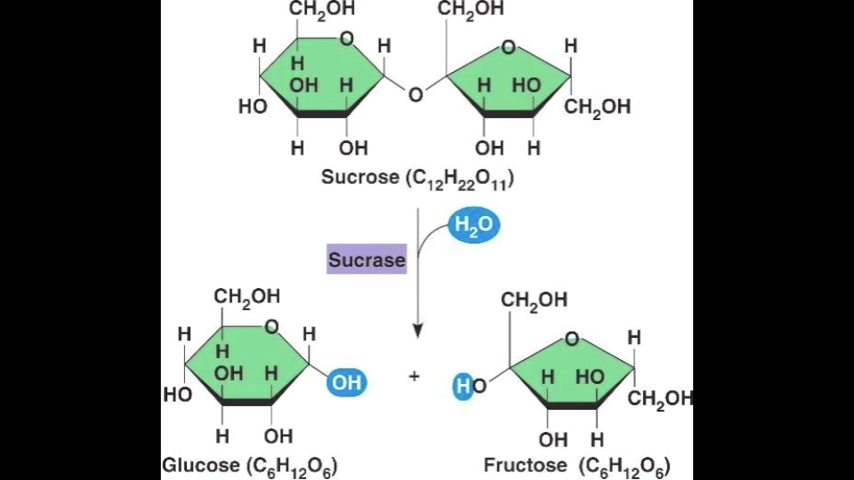 CH₂OH CH₂OH
O O
H H H
H
OH H H HO
HO O CH₂OH
H OH OH H
Sucrose (C₁₂H₂₂O₁₁)
H₂O
Sucrase
CH₂OH CH₂OH
H O H O H
H
OH H OH + HO H HO
HO CH₂OH
H OH OH H
Glucose (C₆H₁₂O₆) Fructose (C₆H₁₂O₆)